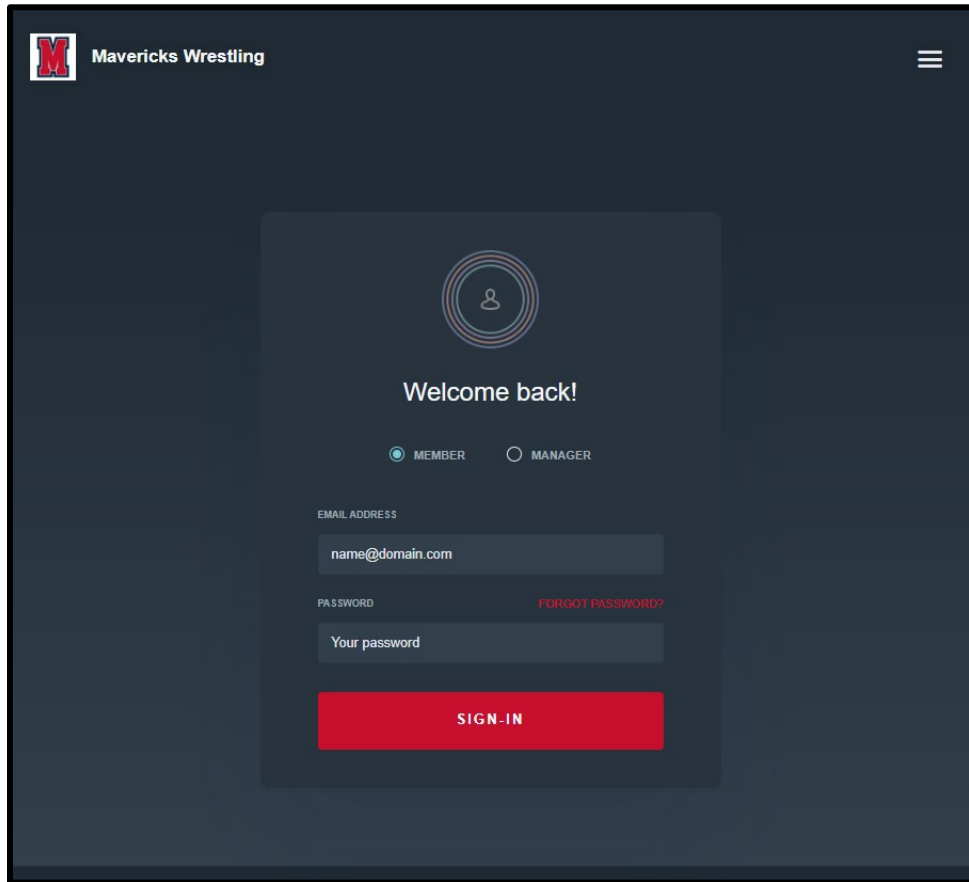 M Mavericks Wrestling
Welcome back!
MEMBER MANAGER
EMAIL ADDRESS
name@domain.com
PASSWORD FORGOT PASSWORD?
Your password
SIGN-IN